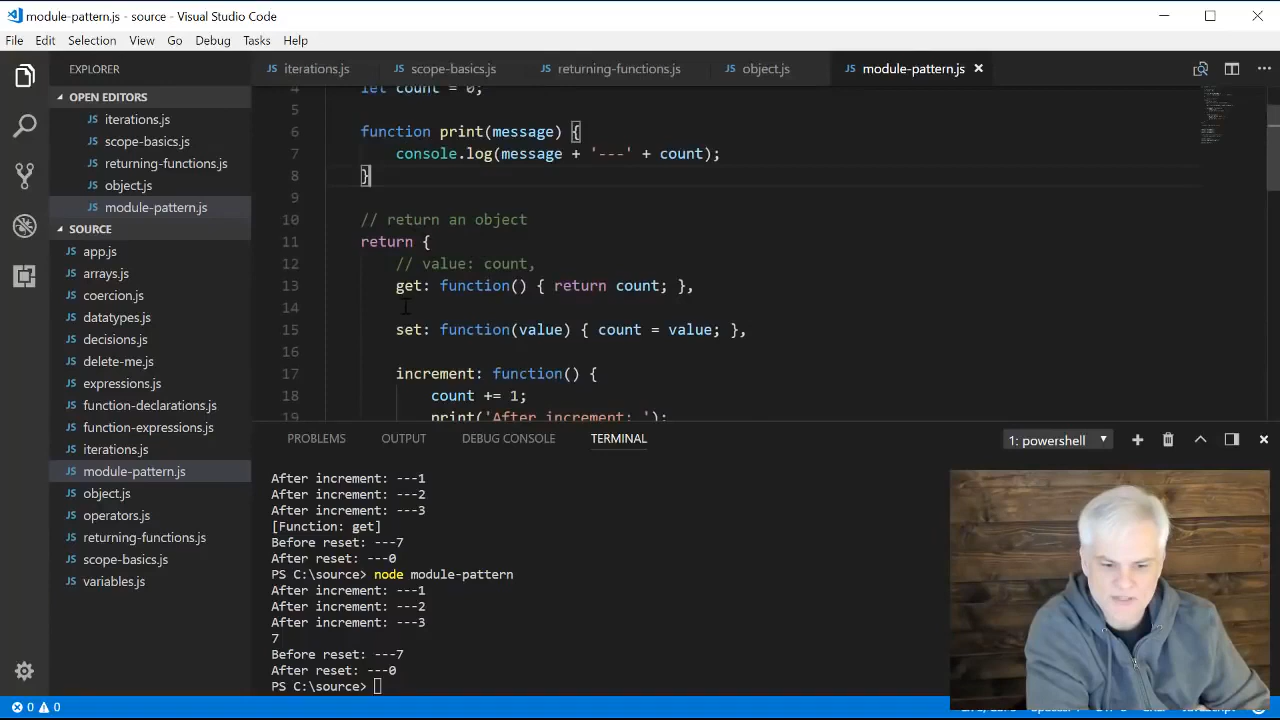 module-pattern.js - source - Visual Studio Code
File Edit Selection View Go Debug Tasks Help
EXPLORER
OPEN EDITORS
iterations.js
scope-basics.js
returning-functions.js
object.js
module-pattern.js
SOURCE
app.js
arrays.js
coercion.js
datatypes.js
decisions.js
delete-me.js
expressions.js
function-declarations.js
function-expressions.js
iterations.js
module-pattern.js
object.js
operators.js
returning-functions.js
scope-basics.js
variables.js
iterations.js scope-basics.js returning-functions.js object.js module-pattern.js
4 let count = 0;
5
6 function print(message) {
7 console.log(message + '---' + count);
8 }
9
10 // return an object
11 return {
12 // value: count,
13 get: function() { return count; },
14
15 set: function(value) { count = value; },
16
17 increment: function() {
18 count += 1;
19 print('After increment: ');
PROBLEMS OUTPUT DEBUG CONSOLE TERMINAL 1: powershell
After increment: ---1
After increment: ---2
After increment: ---3
[Function: get]
Before reset: ---7
After reset: ---0
PS C:\source> node module-pattern
After increment: ---1
After increment: ---2
After increment: ---3
7
Before reset: ---7
After reset: ---0
PS C:\source>
0 0